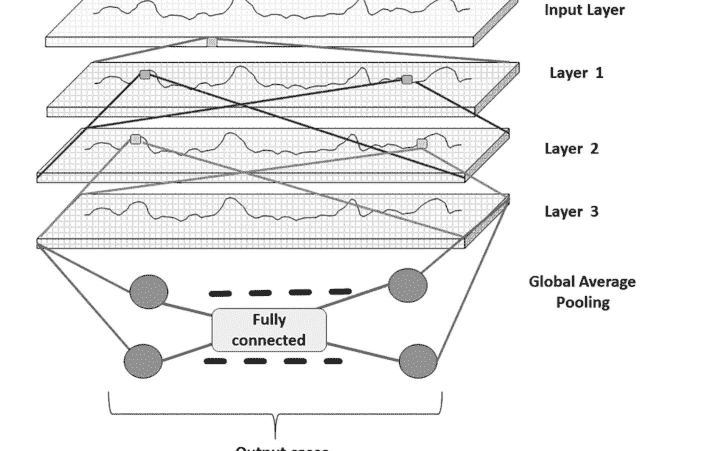 Input Layer
Layer 1
Layer 2
Layer 3
Global Average
Pooling
Fully
connected